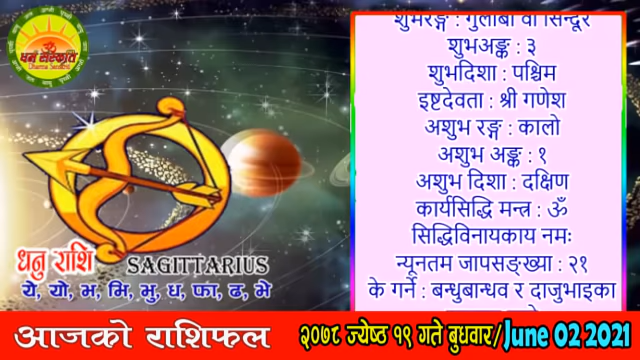 धर्म संस्कृति
Dharma Sanskriti
शुभरङ्ग : गुलाबी वा सिन्दूर
शुभअङ्क : ३
शुभदिशा : पश्चिम
इष्टदेवता : श्री गणेश
अशुभ रङ्ग : कालो
अशुभ अङ्क : १
अशुभ दिशा : दक्षिण
कार्यसिद्धि मन्त्र : ॐ
सिद्धिविनायकाय नमः
न्यूनतम जापसङ्ख्या : २१
के गर्ने : बन्धुबान्धव र दाजुभाइका
धनु राशि SAGITTARIUS
ये, यो, भ, भि, भु, ध, फा, ढ, भे
आजको राशिफल २०७८ ज्येष्ठ १९ गते बुधवार/June 02 2021